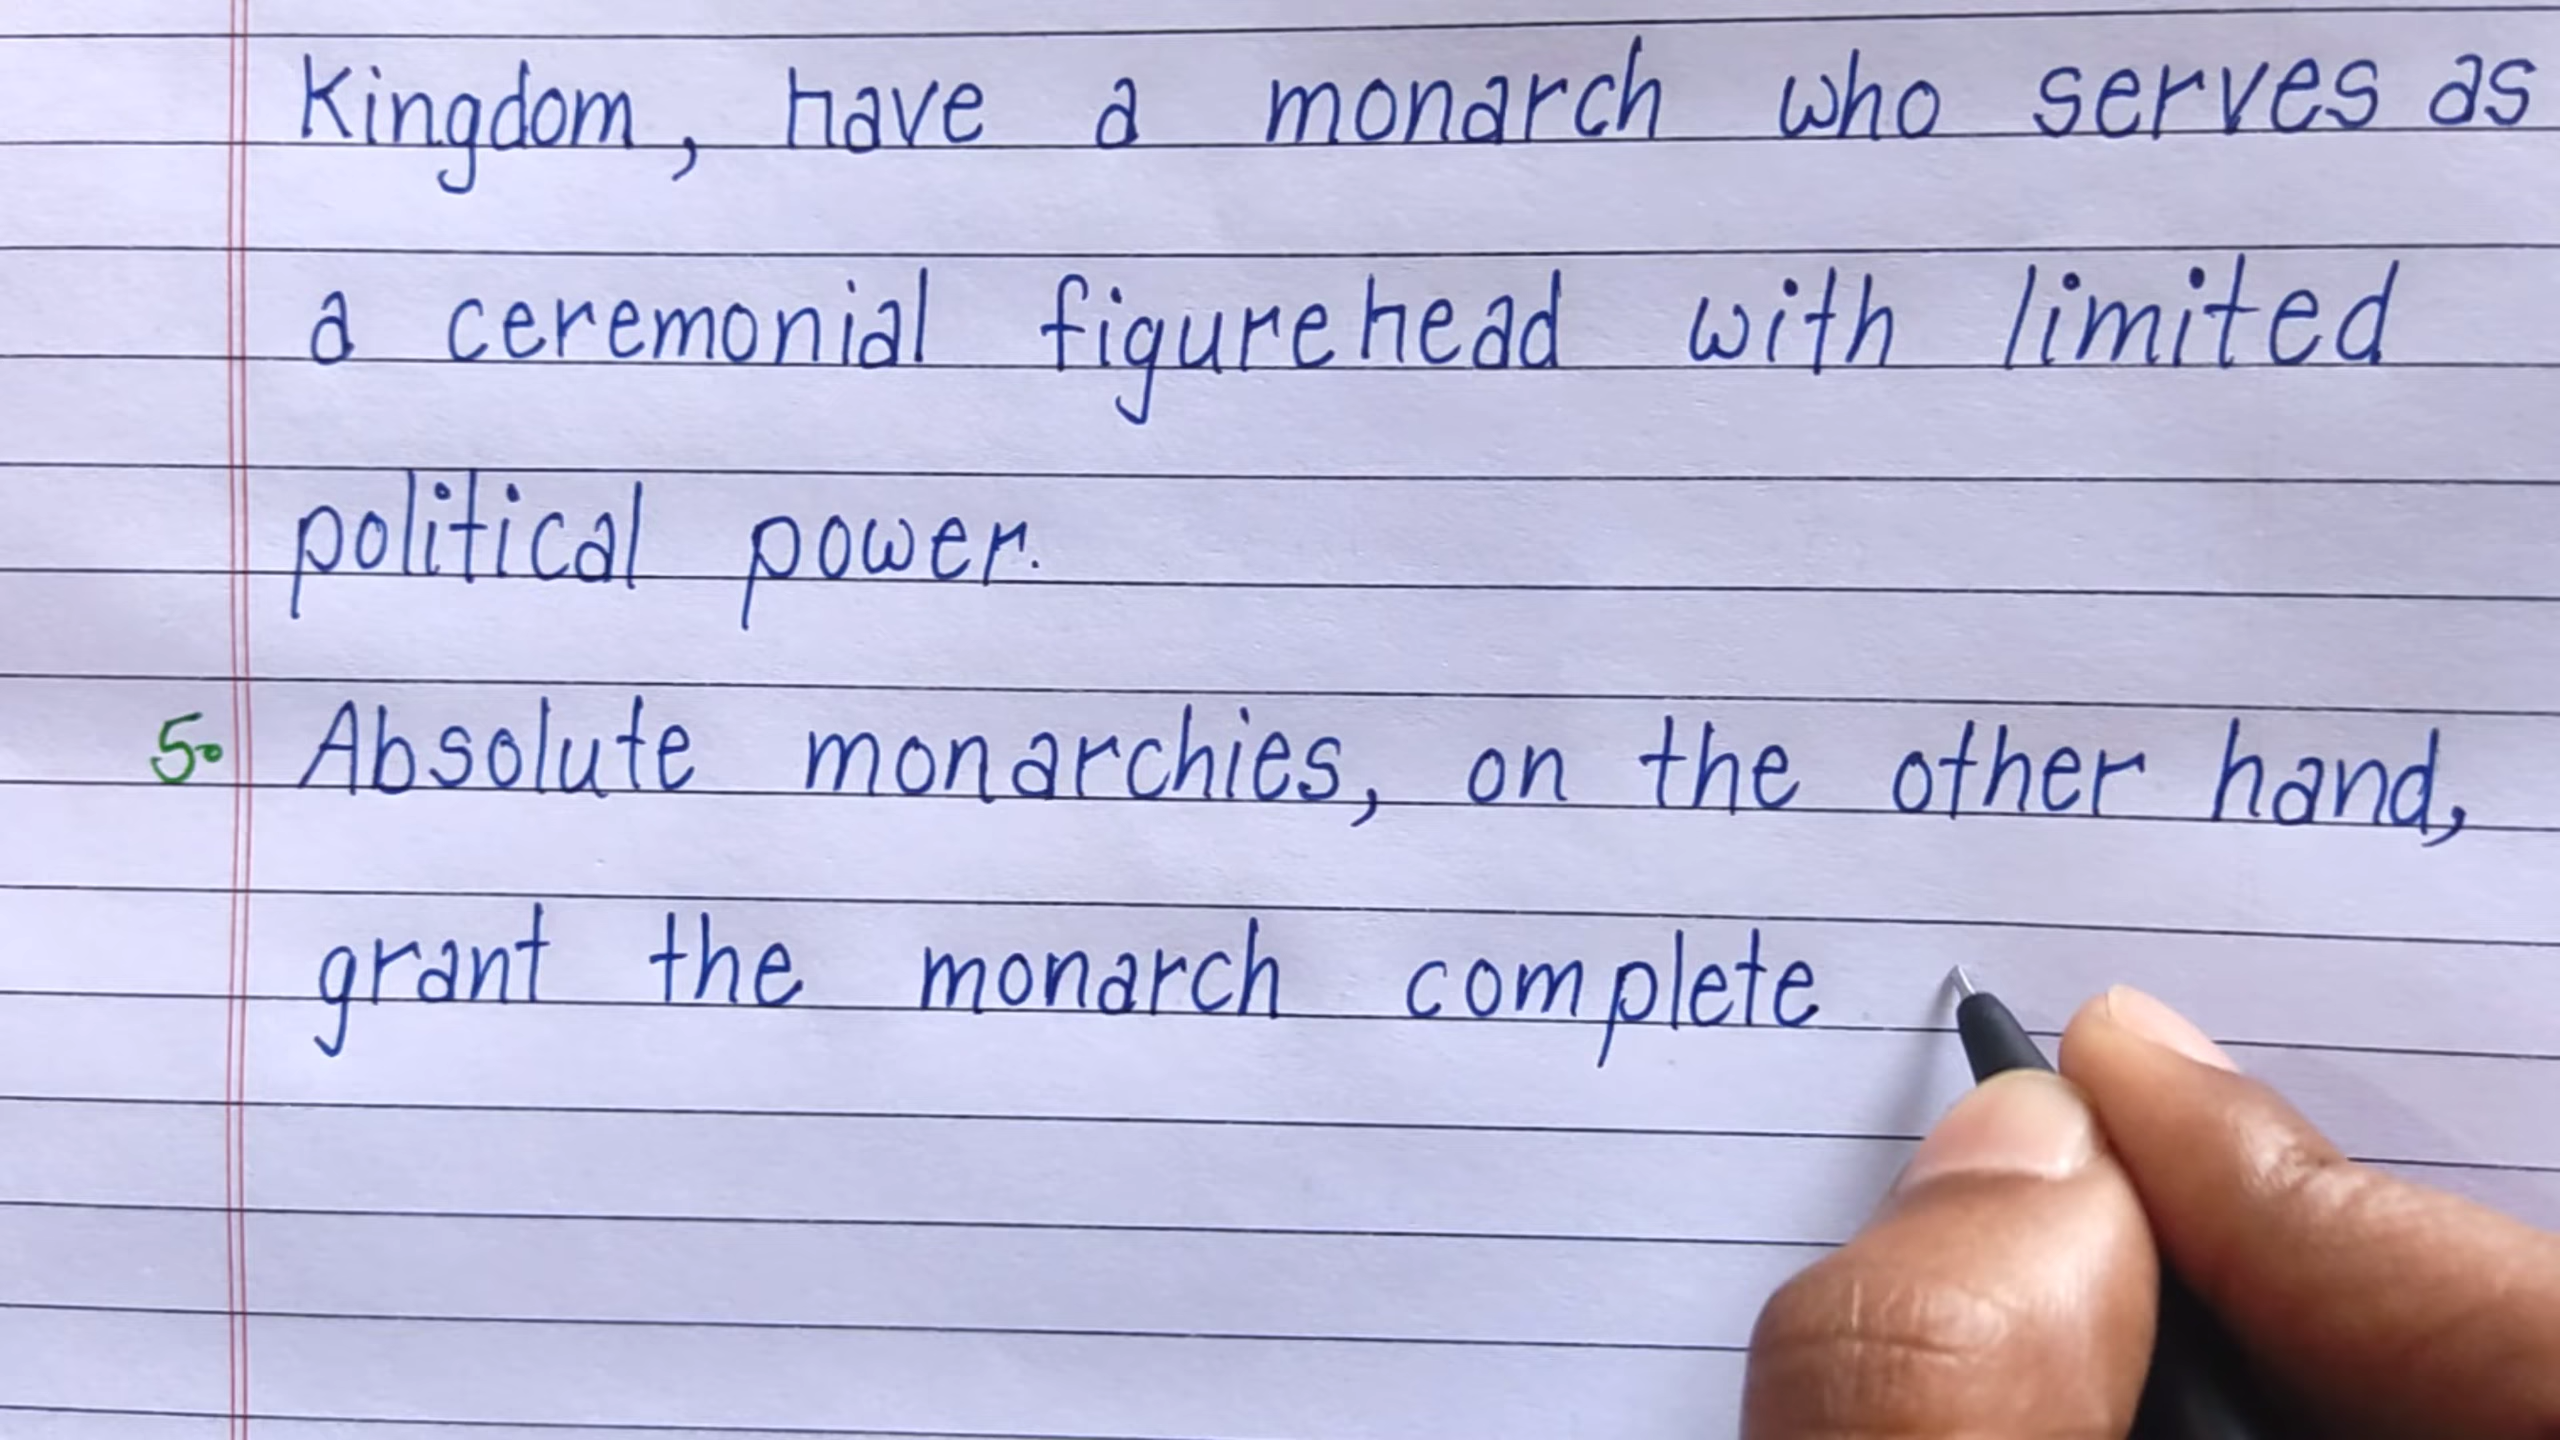 Kingdom, have a monarch who serves as
a ceremonial figurehead with limited
political power.
5. Absolute monarchies, on the other hand,
grant the monarch complete